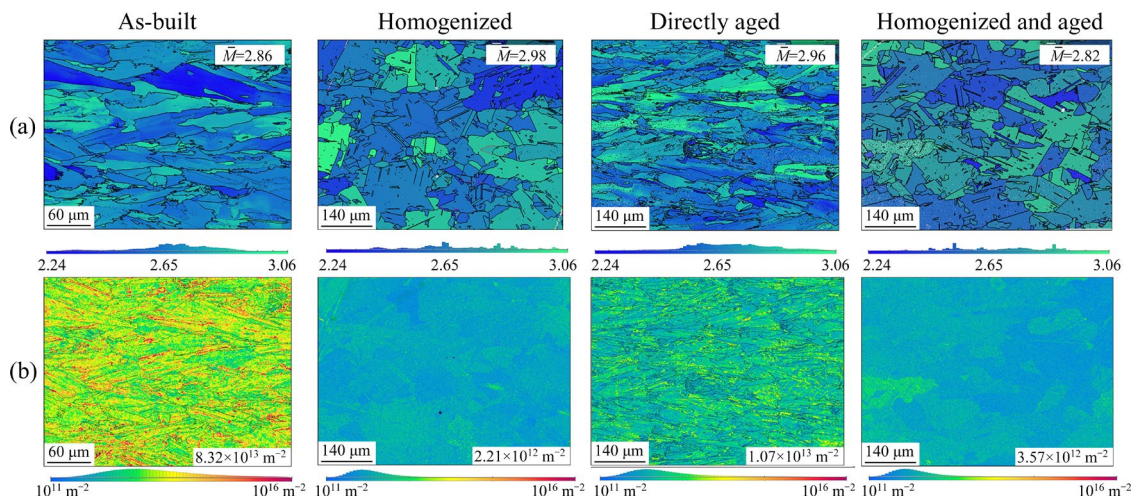 As-built Homogenized Directly aged Homogenized and aged
(a)
M̄=2.86 M̄=2.98 M̄=2.96 M̄=2.82
60 μm 140 μm 140 μm 140 μm
2.24 2.65 3.06 2.24 2.65 3.06 2.24 2.65 3.06 2.24 2.65 3.06
(b)
60 μm 8.32×10¹³ m⁻² 140 μm 2.21×10¹² m⁻² 140 μm 1.07×10¹³ m⁻² 140 μm 3.57×10¹² m⁻²
10¹¹ m⁻² 10¹⁶ m⁻² 10¹¹ m⁻² 10¹⁶ m⁻² 10¹¹ m⁻² 10¹⁶ m⁻² 10¹¹ m⁻² 10¹⁶ m⁻²